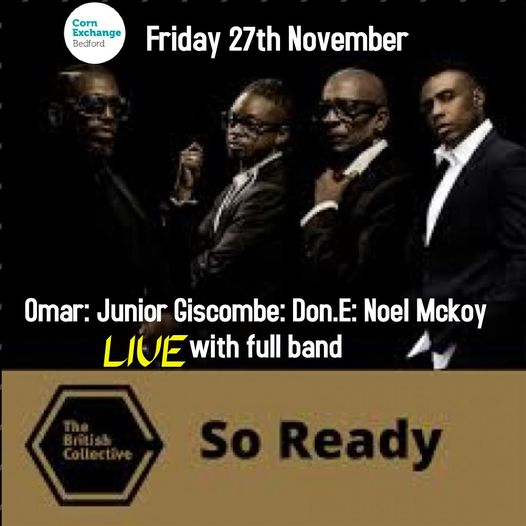 Corn
Exchange
Bedford
Friday 27th November
Omar: Junior Giscombe: Don.E: Noel Mckoy
LIVE with full band
The
British
Collective
So Ready